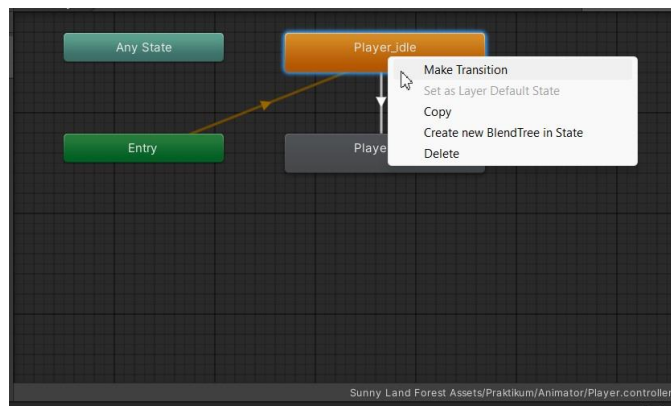 Any State
Player_idle
Make Transition
Set as Layer Default State
Copy
Create new BlendTree in State
Delete
Entry
Playe
Sunny Land Forest Assets/Praktikum/Animator/Player.controller